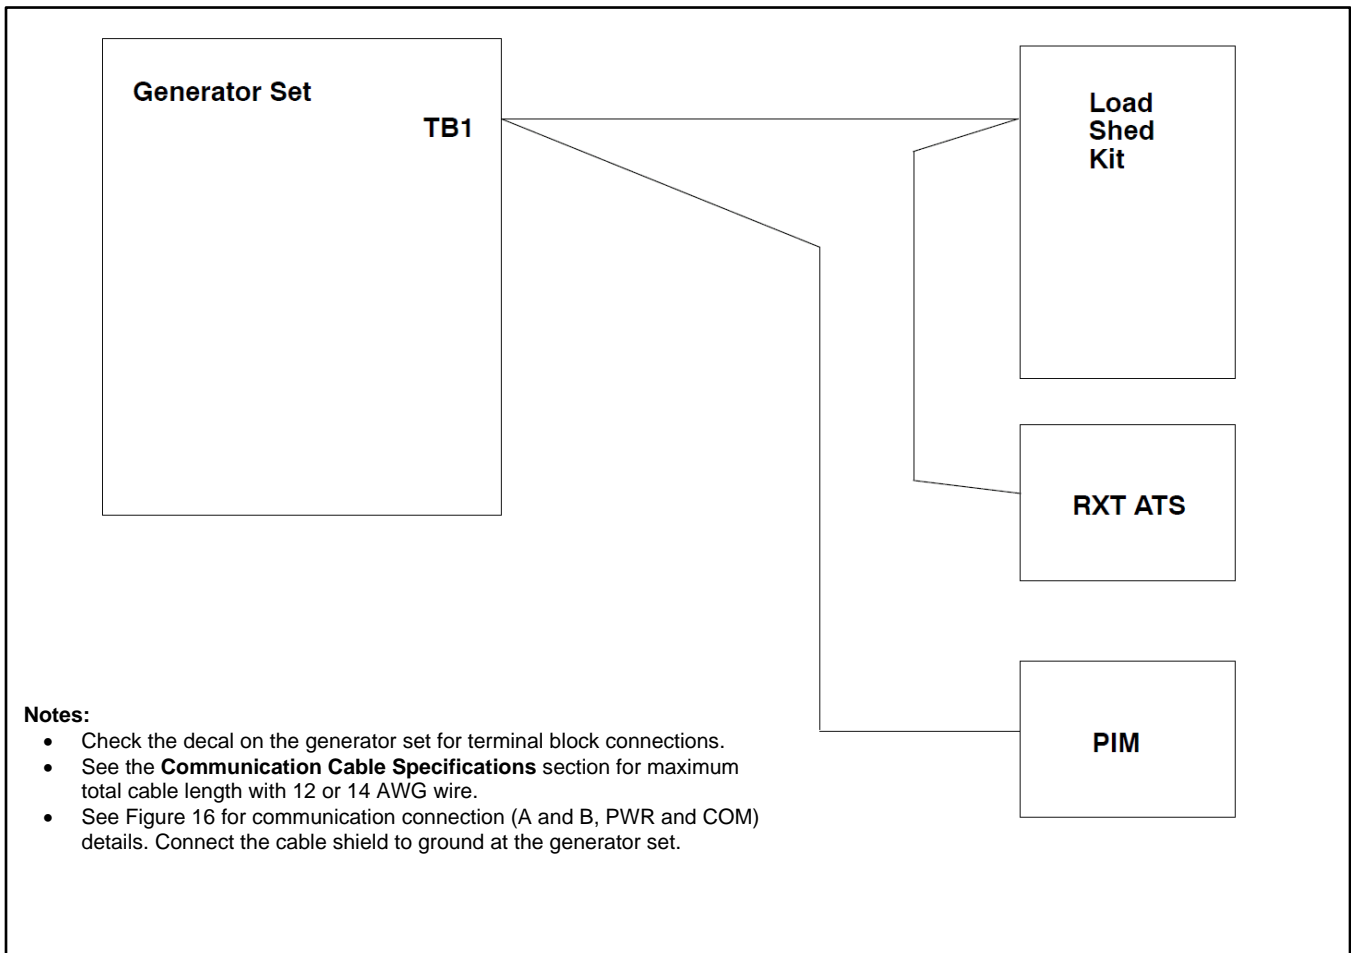 Generator Set
TB1
Load
Shed
Kit
RXT ATS
PIM
Notes:
• Check the decal on the generator set for terminal block connections.
• See the Communication Cable Specifications section for maximum
total cable length with 12 or 14 AWG wire.
• See Figure 16 for communication connection (A and B, PWR and COM)
details. Connect the cable shield to ground at the generator set.